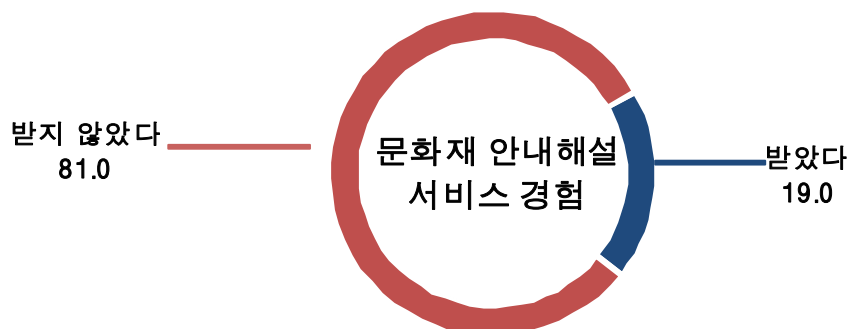 받지 않았다
81.0
문화재 안내해설
서비스 경험
받았다
19.0